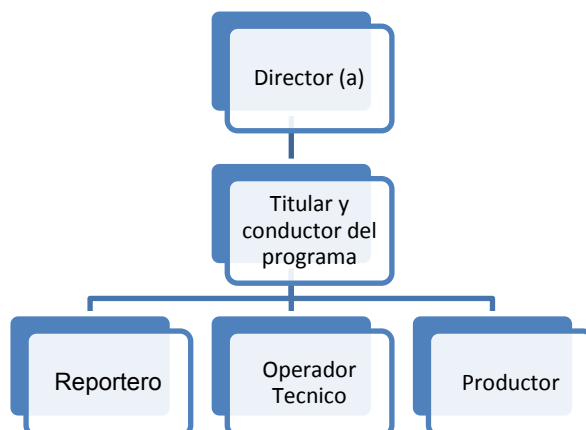 Director (a)
Titular y
conductor del
programa
Reportero
Operador
Tecnico
Productor